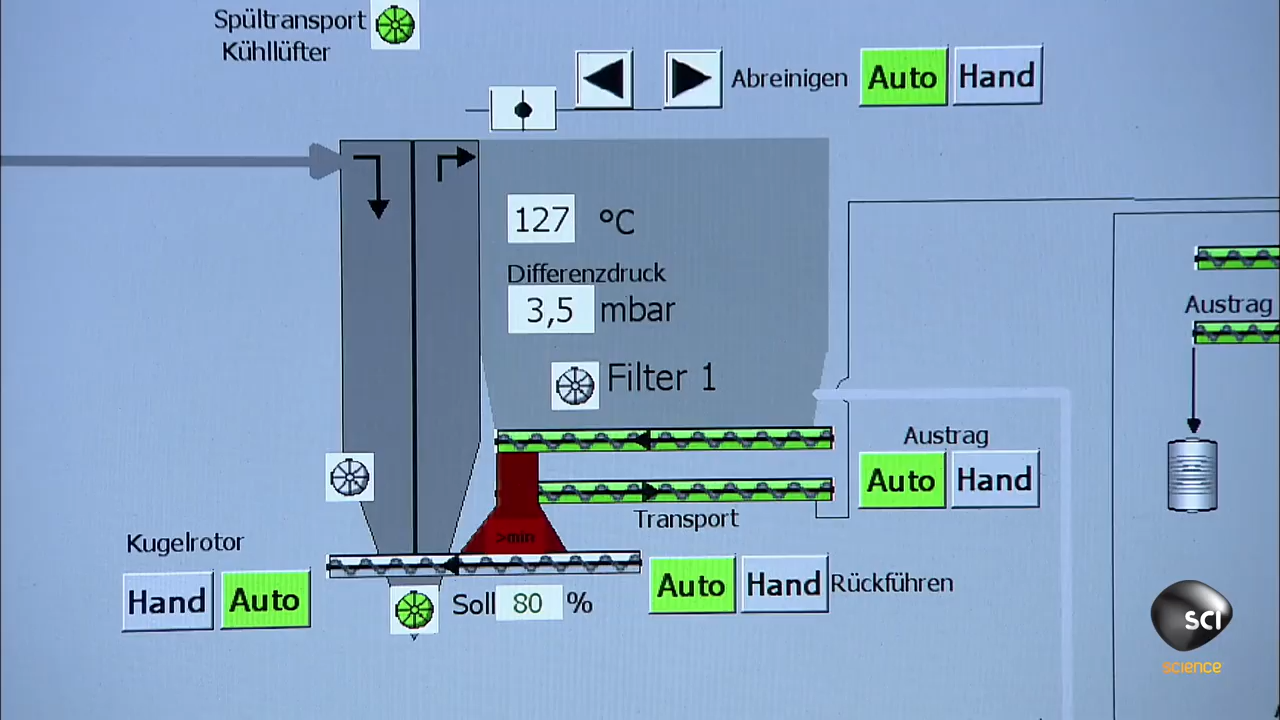 Spültransport
Kühllüfter
Abreinigen
Auto
Hand
127 °C
Differenzdruck
3,5 mbar
Filter 1
Austrag
Austrag
Auto
Hand
Transport
>min
Kugelrotor
Hand
Auto
Auto
Hand
Rückführen
Soll 80 %
SCI
science